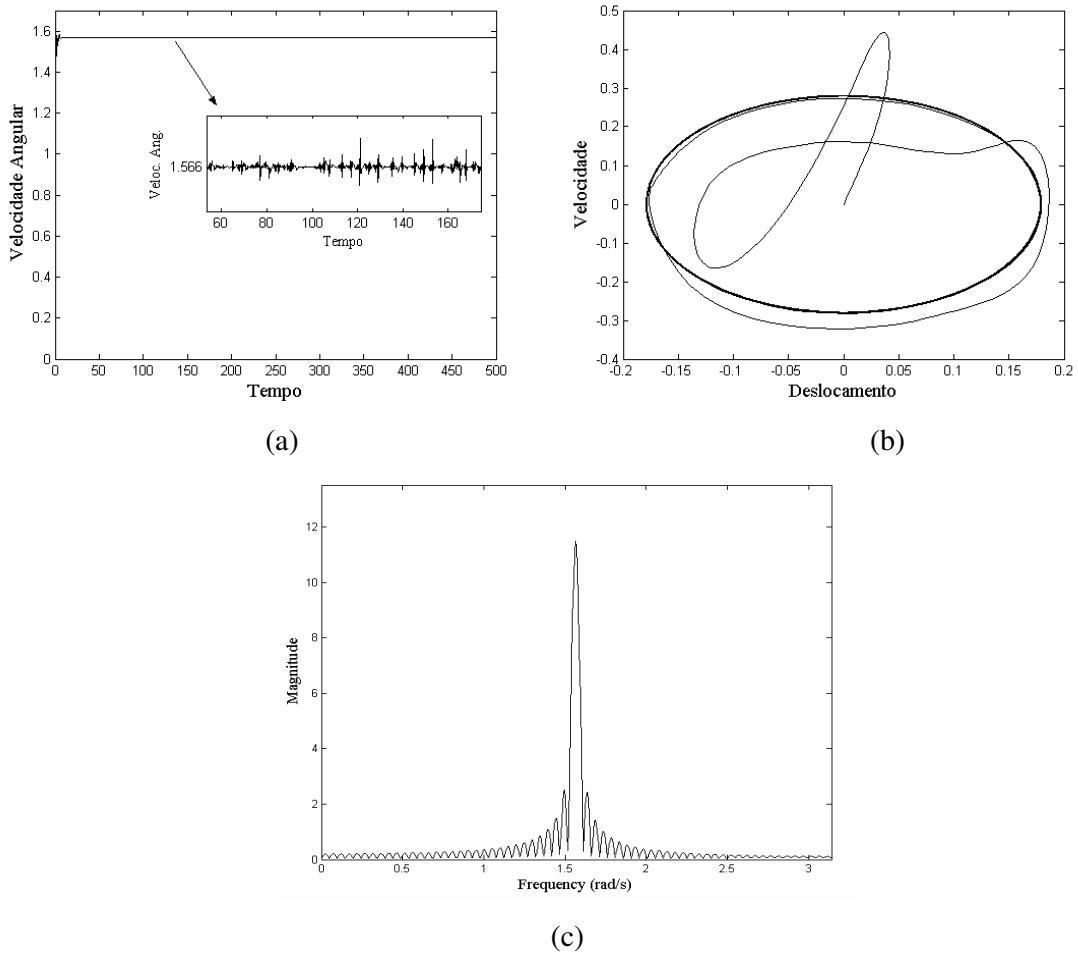 Velocidade Angular
1.6
1.4
1.2
1
0.8
0.6
0.4
0.2
0
0 50 100 150 200 250 300 350 400 450 500
Tempo
Veloc. Ang.
1.566
60 80 100 120 140 160
Tempo
(a)
Velocidade
0.5
0.4
0.3
0.2
0.1
0
-0.1
-0.2
-0.3
-0.4
-0.2 -0.15 -0.1 -0.05 0 0.05 0.1 0.15 0.2
Deslocamento
(b)
Magnitude
12
10
8
6
4
2
0
0 0.5 1 1.5 2 2.5 3
Frequency (rad/s)
(c)